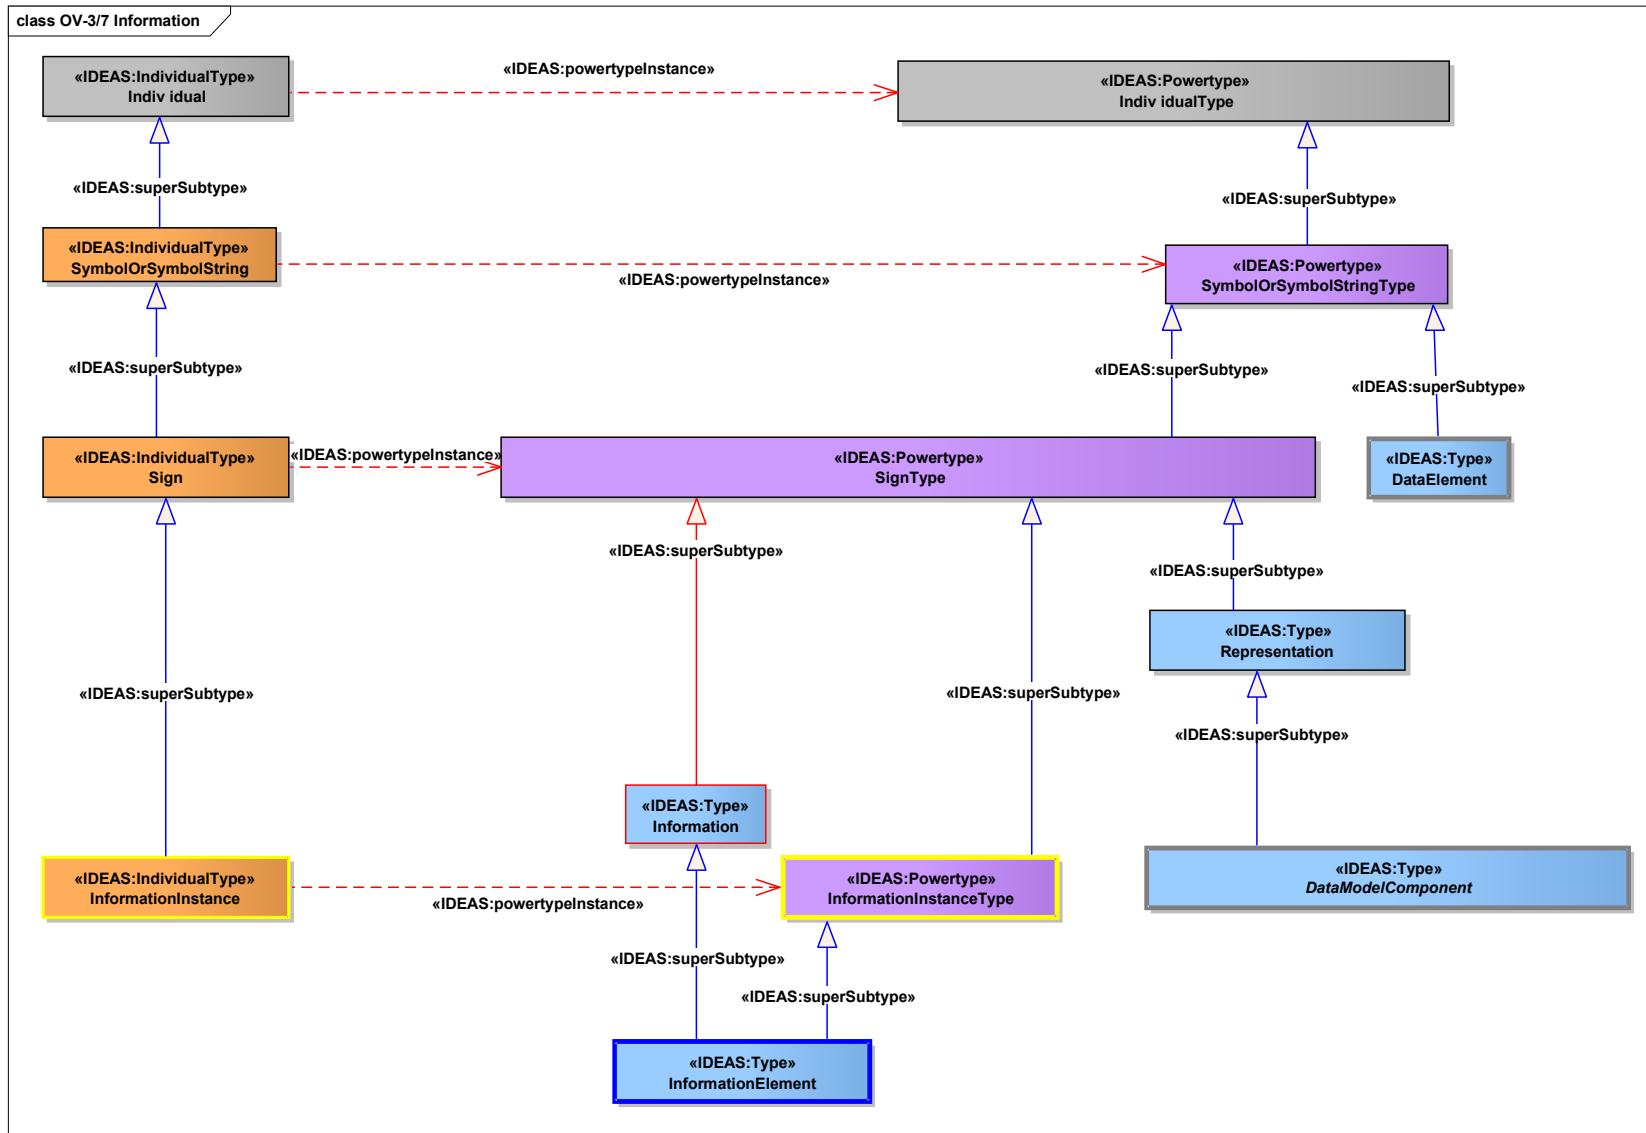 class OV-3/7 Information
«IDEAS:IndividualType»
Indiv idual
«IDEAS:powertypeInstance»
«IDEAS:Powertype»
Indiv idualType
«IDEAS:superSubtype»
«IDEAS:superSubtype»
«IDEAS:IndividualType»
SymbolOrSymbolString
«IDEAS:powertypeInstance»
«IDEAS:Powertype»
SymbolOrSymbolStringType
«IDEAS:superSubtype»
«IDEAS:superSubtype»
«IDEAS:superSubtype»
«IDEAS:IndividualType»
Sign
«IDEAS:powertypeInstance»
«IDEAS:Powertype»
SignType
«IDEAS:Type»
DataElement
«IDEAS:superSubtype»
«IDEAS:superSubtype»
«IDEAS:Type»
Representation
«IDEAS:superSubtype»
«IDEAS:superSubtype»
«IDEAS:superSubtype»
«IDEAS:Type»
Information
«IDEAS:IndividualType»
InformationInstance
«IDEAS:powertypeInstance»
«IDEAS:Powertype»
InformationInstanceType
«IDEAS:Type»
DataModelComponent
«IDEAS:superSubtype»
«IDEAS:superSubtype»
«IDEAS:Type»
InformationElement